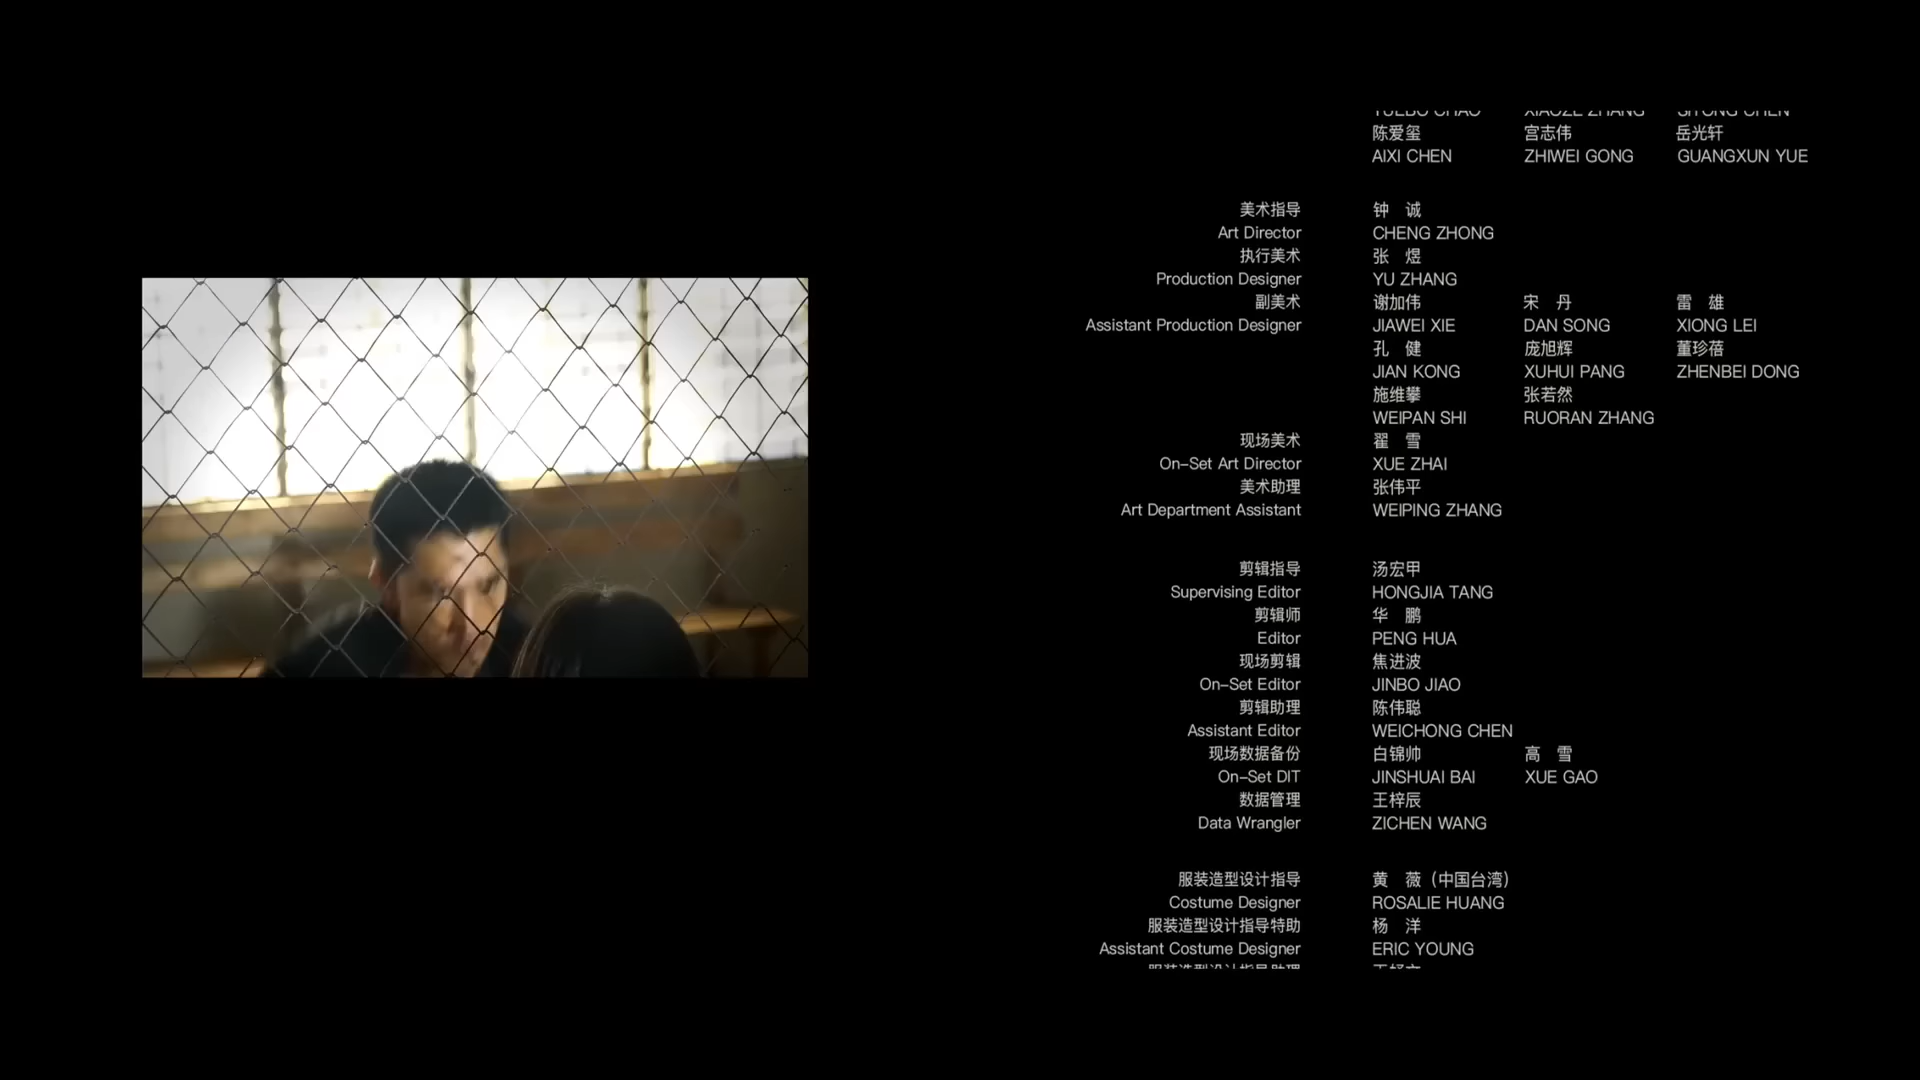 陈爱玺 宫志伟 岳光轩
AIXI CHEN ZHIWEI GONG GUANGXUN YUE
美术指导 钟 诚
Art Director CHENG ZHONG
执行美术 张 煜
Production Designer YU ZHANG
副美术 谢加伟 宋 丹 雷 雄
Assistant Production Designer JIAWEI XIE DAN SONG XIONG LEI
孔 健 庞旭辉 董珍蓓
JIAN KONG XUHUI PANG ZHENBEI DONG
施维攀 张若然
WEIPAN SHI RUORAN ZHANG
现场美术 翟 雪
On-Set Art Director XUE ZHAI
美术助理 张伟平
Art Department Assistant WEIPING ZHANG
剪辑指导 汤宏甲
Supervising Editor HONGJIA TANG
剪辑师 华 鹏
Editor PENG HUA
现场剪辑 焦进波
On-Set Editor JINBO JIAO
剪辑助理 陈伟聪
Assistant Editor WEICHONG CHEN
现场数据备份 白锦帅 高 雪
On-Set DIT JINSHUAI BAI XUE GAO
数据管理 王梓辰
Data Wrangler ZICHEN WANG
服装造型设计指导 黄 薇（中国台湾）
Costume Designer ROSALIE HUANG
服装造型设计指导特助 杨 洋
Assistant Costume Designer ERIC YOUNG